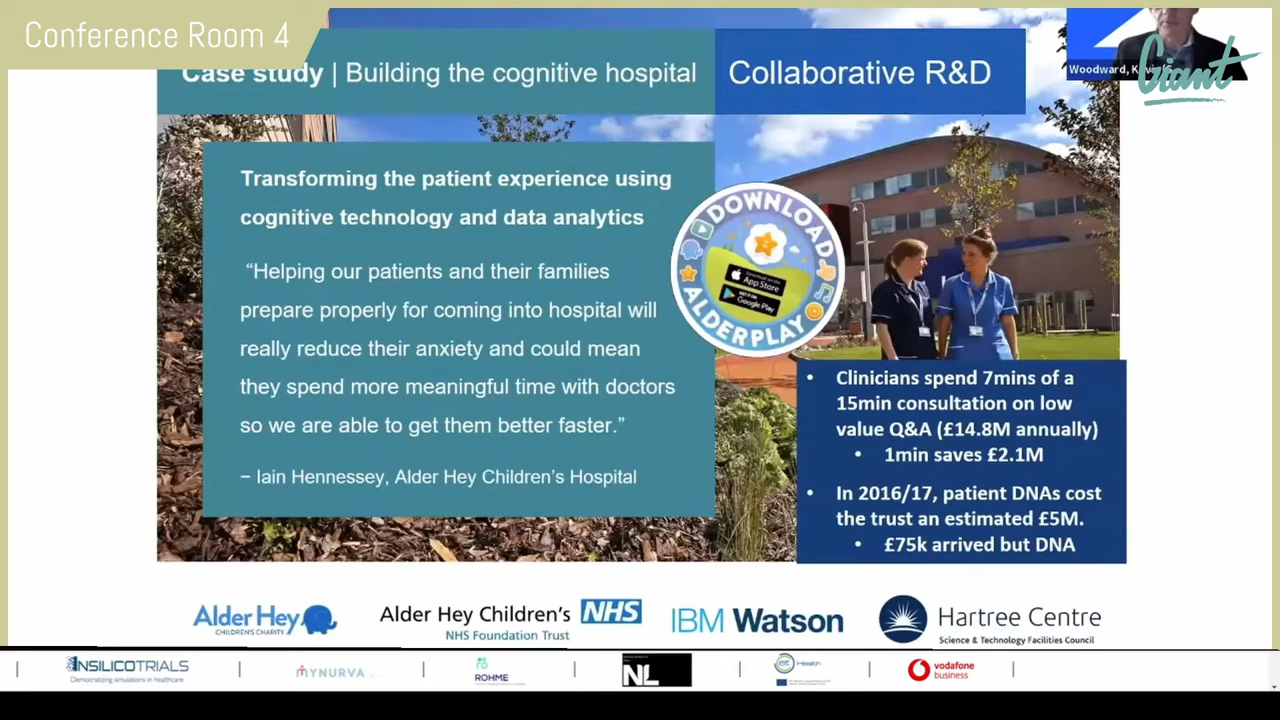 Conference Room 4
Case study | Building the cognitive hospital
Collaborative R&D
Woodward, Kevin
Giant
Transforming the patient experience using
cognitive technology and data analytics
“Helping our patients and their families
prepare properly for coming into hospital will
really reduce their anxiety and could mean
they spend more meaningful time with doctors
so we are able to get them better faster.”
– Iain Hennessey, Alder Hey Children’s Hospital
DOWNLOAD
App Store
Google Play
ALDERPLAY
• Clinicians spend 7mins of a
15min consultation on low
value Q&A (£14.8M annually)
• 1min saves £2.1M
• In 2016/17, patient DNAs cost
the trust an estimated £5M.
• £75k arrived but DNA
Alder Hey
CHILDREN'S CHARITY
Alder Hey Children's NHS
NHS Foundation Trust
IBM Watson
Hartree Centre
Science & Technology Facilities Council
INSILICOTRIALS
Democratizing simulations in healthcare
MYNURVA
ROHME
NL
Health
vodafone
business